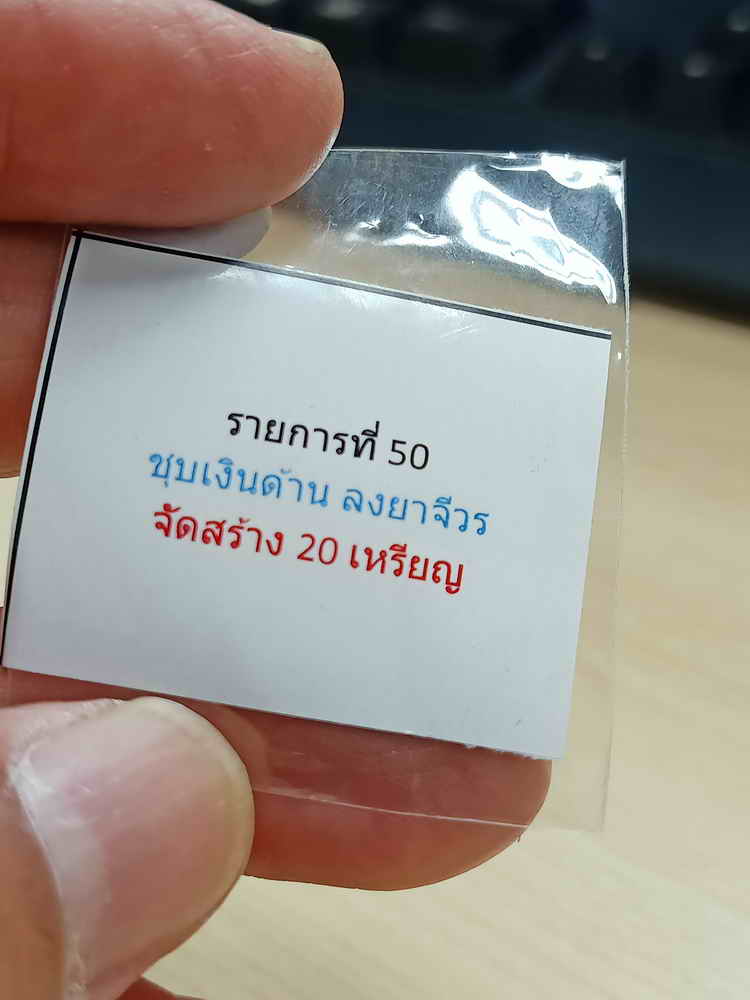 รายการที่ 50
ชุบเงินด้าน ลงยาจีวร
จัดสร้าง 20 เหรียญ